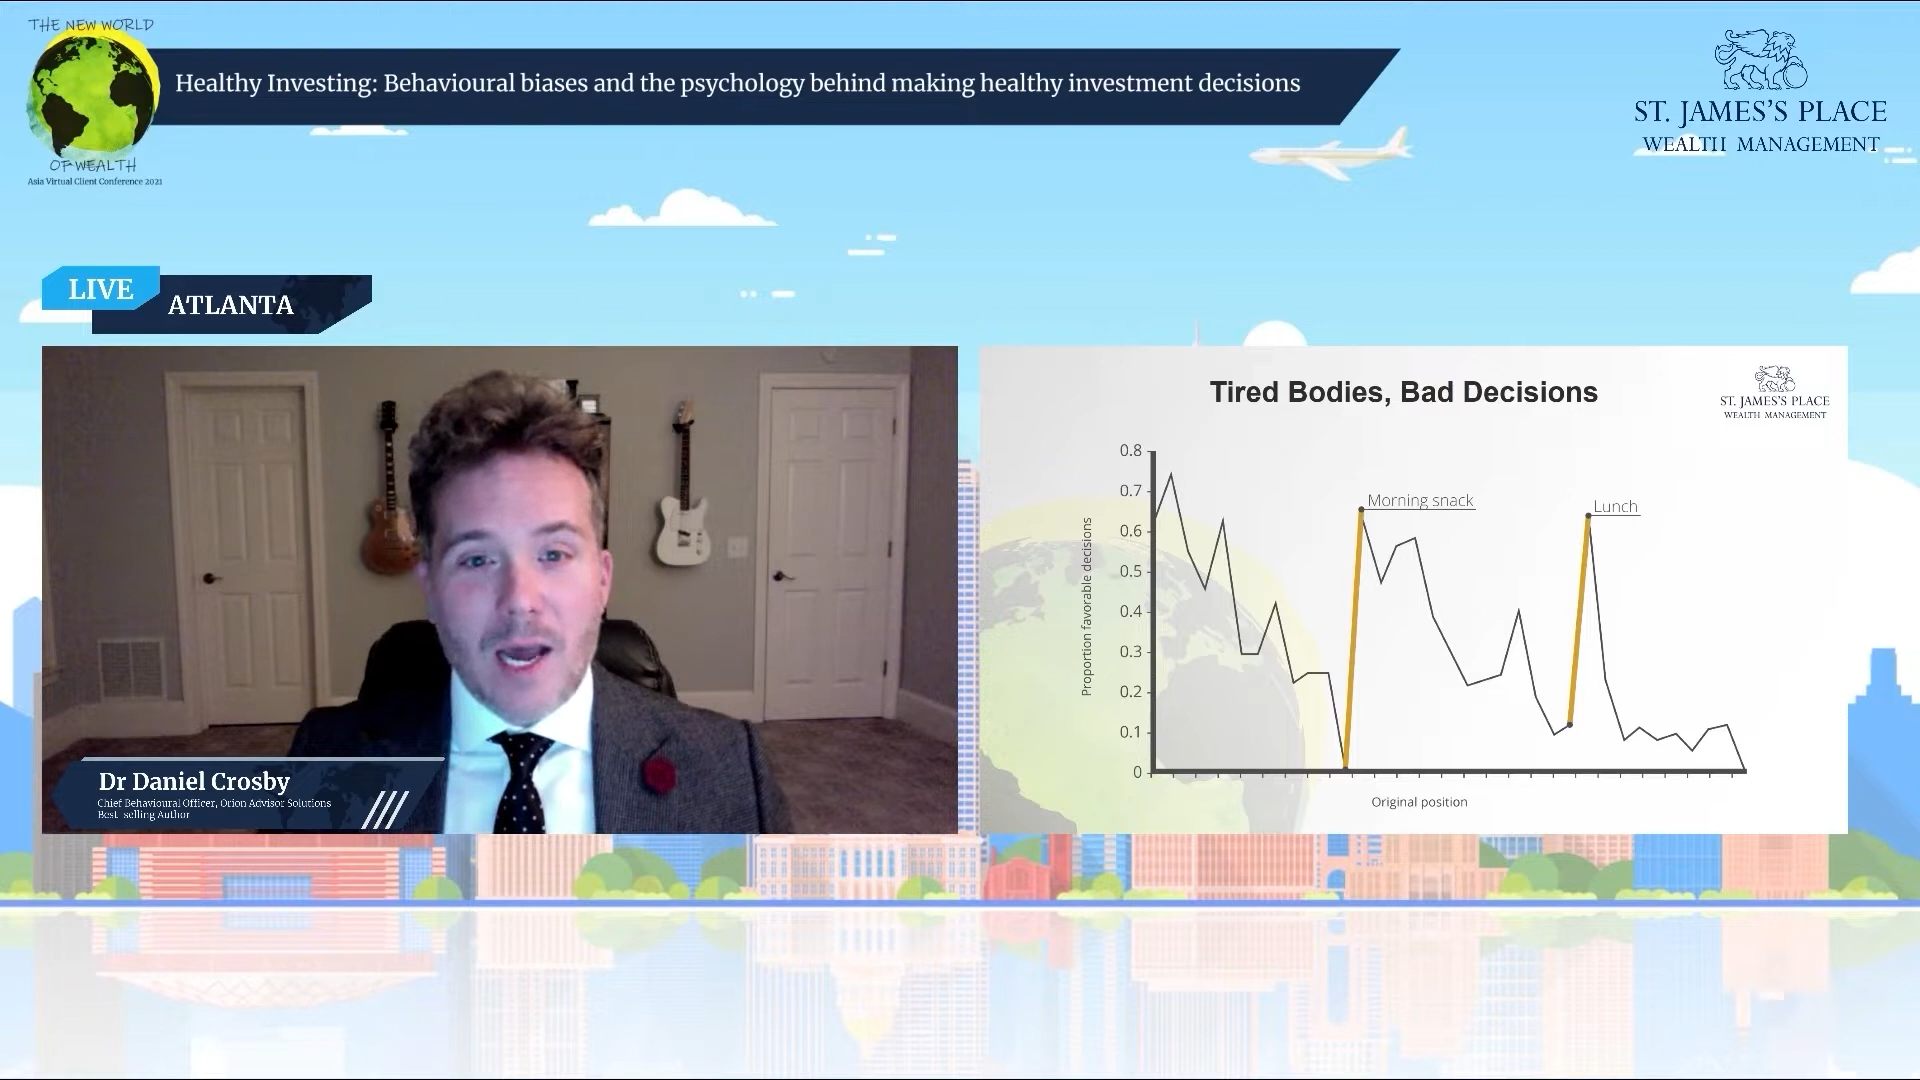 THE NEW WORLD
OF WEALTH
Asia Virtual Client Conference 2021
Healthy Investing: Behavioural biases and the psychology behind making healthy investment decisions
ST. JAMES'S PLACE
WEALTH MANAGEMENT
LIVE
ATLANTA
Dr Daniel Crosby
Chief Behavioural Officer, Orion Advisor Solutions
Best-selling Author
Tired Bodies, Bad Decisions
ST. JAMES'S PLACE
WEALTH MANAGEMENT
Proportion favorable decisions
0.8
0.7
0.6
0.5
0.4
0.3
0.2
0.1
0
Morning snack
Lunch
Original position